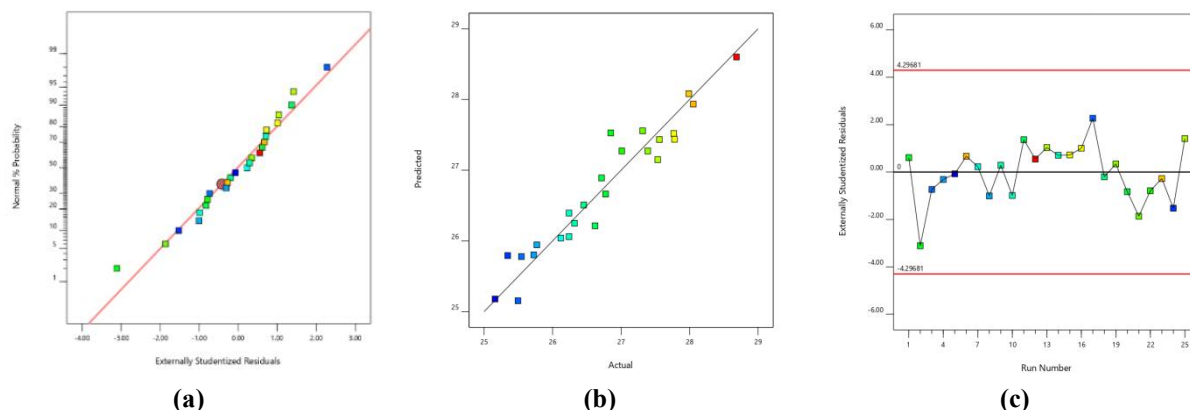 Normal % Probability
99
95
90
80
70
50
30
20
10
5
1
-4.00 -3.00 -2.00 -1.00 0.00 1.00 2.00 3.00
Externally Studentized Residuals
(a)
Predicted
29
28
27
26
25
25 26 27 28 29
Actual
(b)
Externally Studentized Residuals
6.00
4.29681
4.00
2.00
0.00
0
-2.00
-4.00
-4.29681
-6.00
1 4 7 10 13 16 19 22 25
Run Number
(c)